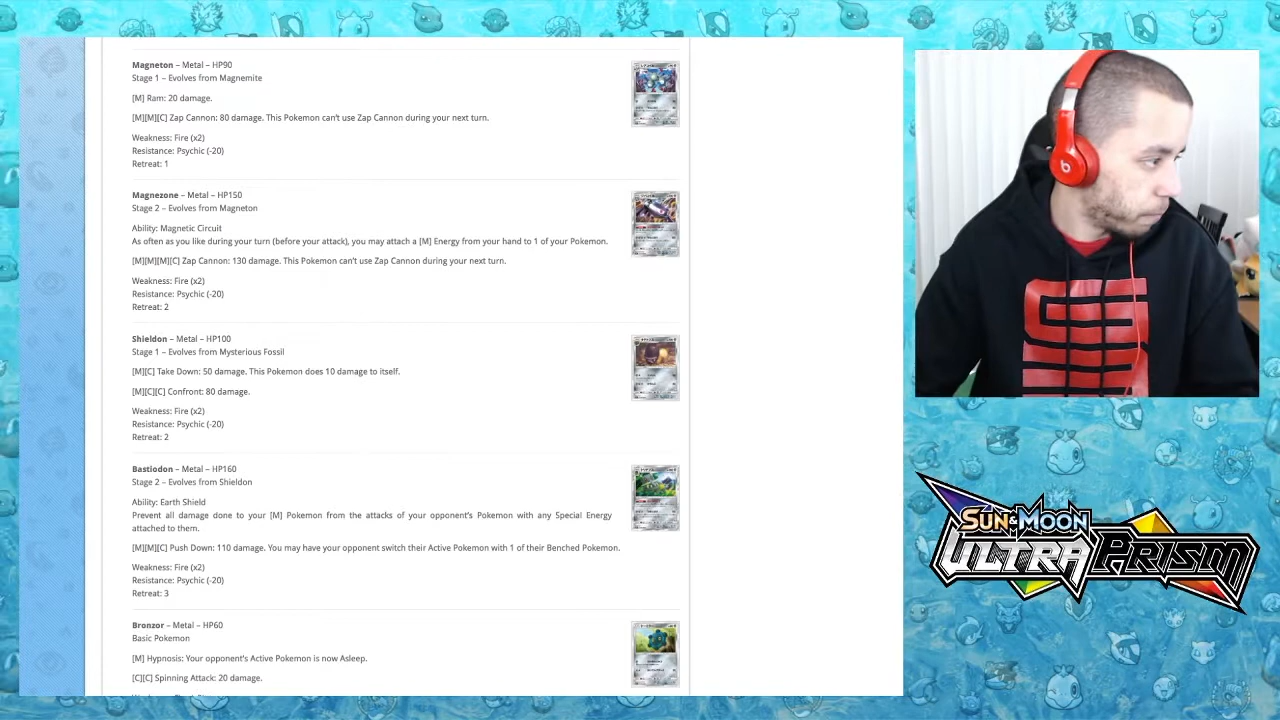 Magneton – Metal – HP90
Stage 1 – Evolves from Magnemite
[M] Ram: 20 damage.
[M][M][C] Zap Cannon: 80 damage. This Pokemon can't use Zap Cannon during your next turn.
Weakness: Fire (x2)
Resistance: Psychic (-20)
Retreat: 1
Magnezone – Metal – HP150
Stage 2 – Evolves from Magneton
Ability: Magnetic Circuit
As often as you like during your turn (before your attack), you may attach a [M] Energy from your hand to 1 of your Pokemon.
[M][M][M][C] Zap Cannon: 130 damage. This Pokemon can't use Zap Cannon during your next turn.
Weakness: Fire (x2)
Resistance: Psychic (-20)
Retreat: 2
Shieldon – Metal – HP100
Stage 1 – Evolves from Mysterious Fossil
[M][C] Take Down: 50 damage. This Pokemon does 10 damage to itself.
[M][C][C] Confront: 80 damage.
Weakness: Fire (x2)
Resistance: Psychic (-20)
Retreat: 2
Bastiodon – Metal – HP160
Stage 2 – Evolves from Shieldon
Ability: Earth Shield
Prevent all damage done to your [M] Pokemon from the attacks of your opponent's Pokemon with any Special Energy
attached to them.
[M][M][C] Push Down: 110 damage. You may have your opponent switch their Active Pokemon with 1 of their Benched Pokemon.
Weakness: Fire (x2)
Resistance: Psychic (-20)
Retreat: 3
Bronzor – Metal – HP60
Basic Pokemon
[M] Hypnosis: Your opponent's Active Pokemon is now Asleep.
[C][C] Spinning Attack: 20 damage.
SUN & MOON
ULTRA PRISM